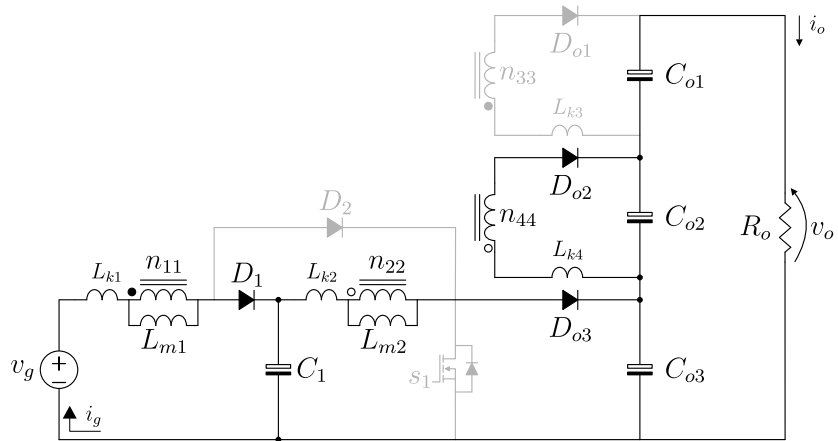 i_o
D_{o1}
n_{33}
C_{o1}
L_{k3}
D_{o2}
D_2
n_{44}
C_{o2}
R_o
v_o
L_{k4}
L_{k1}
n_{11}
D_1
L_{k2}
n_{22}
L_{m1}
L_{m2}
D_{o3}
v_g
C_1
s_1
C_{o3}
i_g